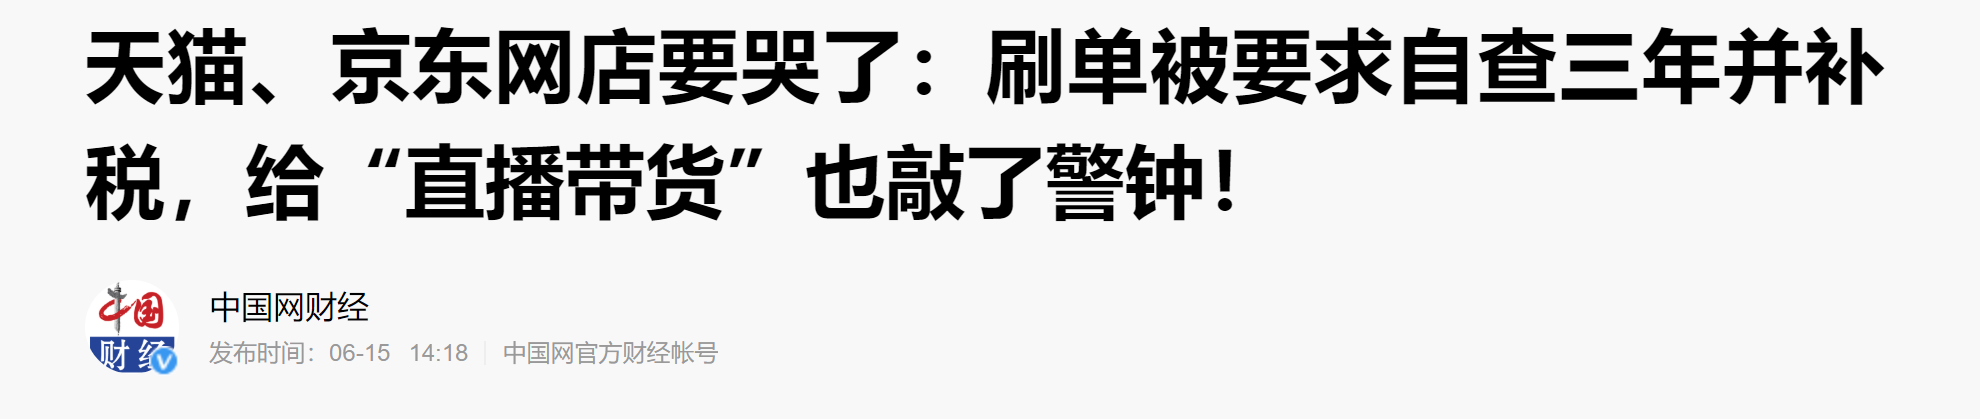 天猫、京东网店要哭了：刷单被要求自查三年并补
税，给“直播带货”也敲了警钟！
中国
财经
中国网财经
发布时间：06-15 14:18 中国网官方财经帐号